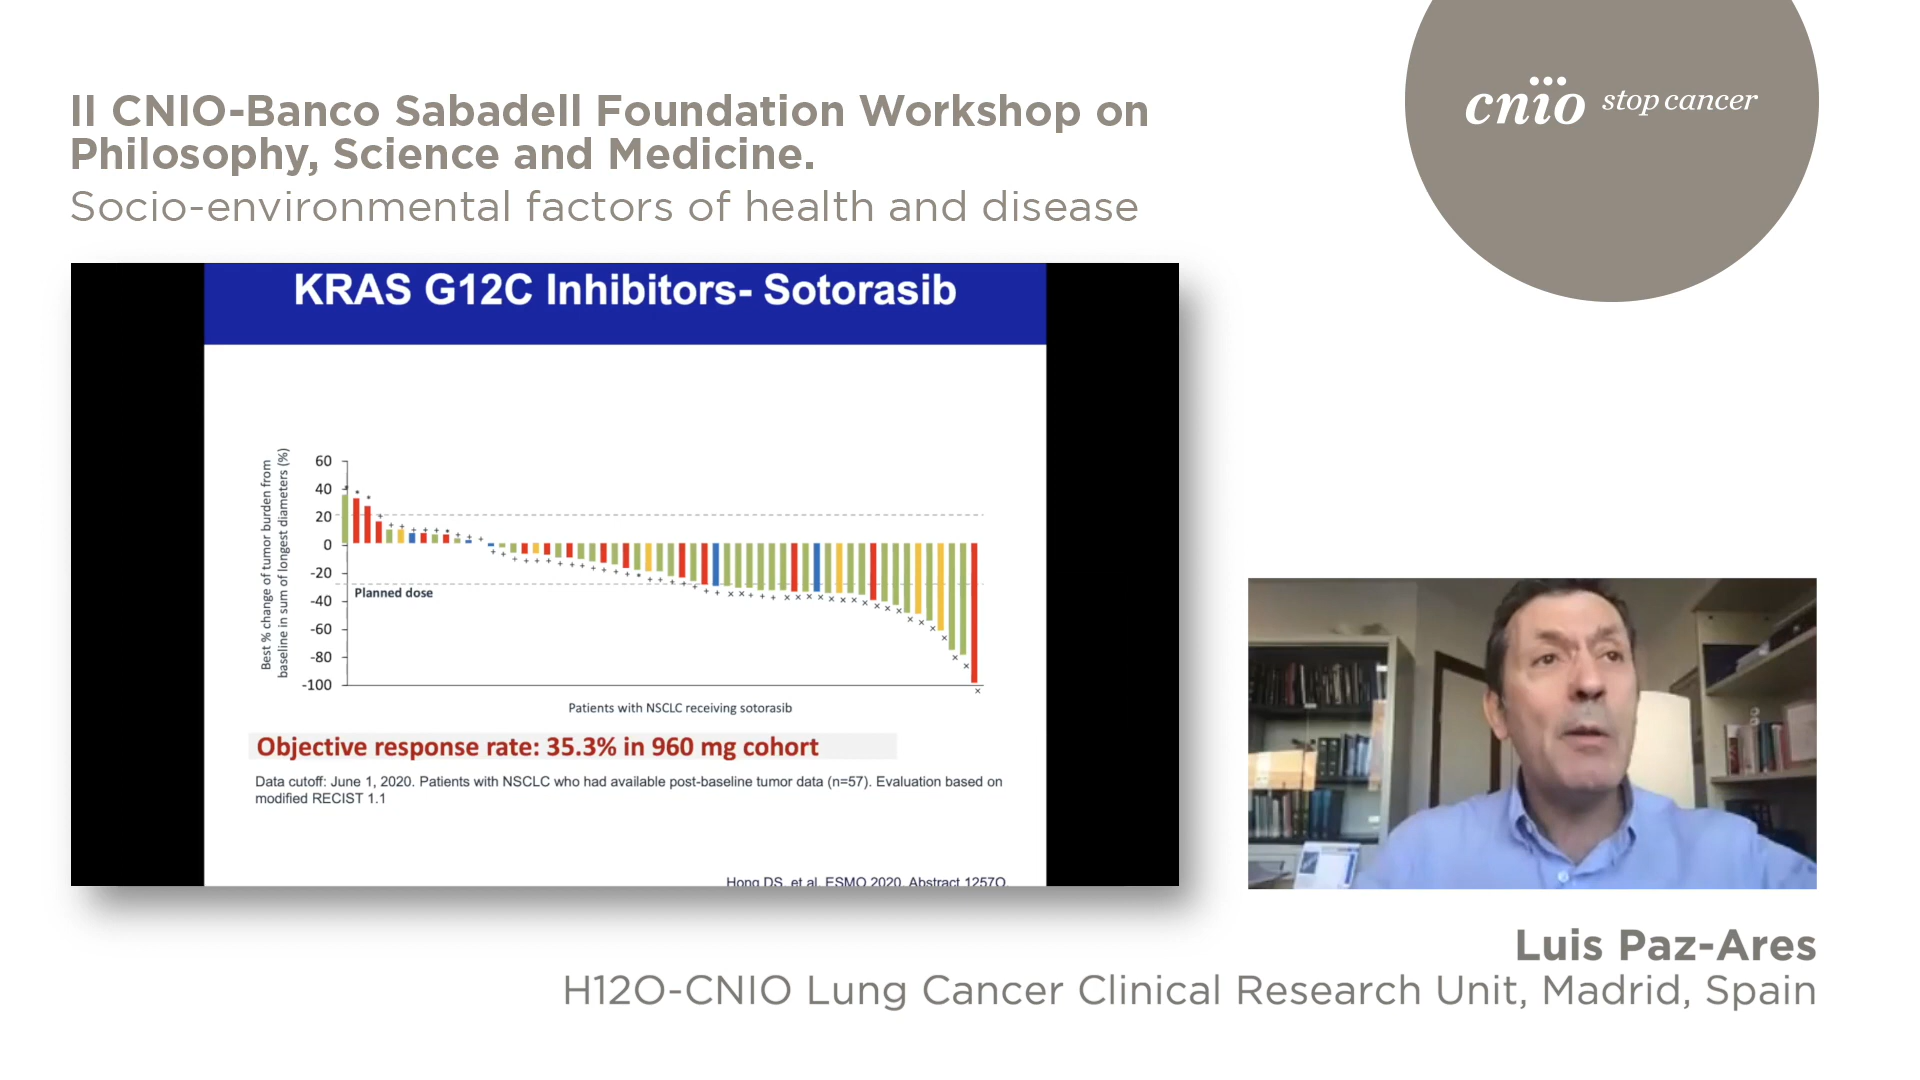 II CNIO-Banco Sabadell Foundation Workshop on
Philosophy, Science and Medicine.
Socio-environmental factors of health and disease
cnio stop cancer
KRAS G12C Inhibitors- Sotorasib
Best % change of tumor burden from
baseline in sum of longest diameters (%)
60
40
20
0
-20
-40
-60
-80
-100
Planned dose
Patients with NSCLC receiving sotorasib
Objective response rate: 35.3% in 960 mg cohort
Data cutoff: June 1, 2020. Patients with NSCLC who had available post-baseline tumor data (n=57). Evaluation based on
modified RECIST 1.1
Hong DS, et al. ESMO 2020. Abstract 1257O.
Luis Paz-Ares
H12O-CNIO Lung Cancer Clinical Research Unit, Madrid, Spain